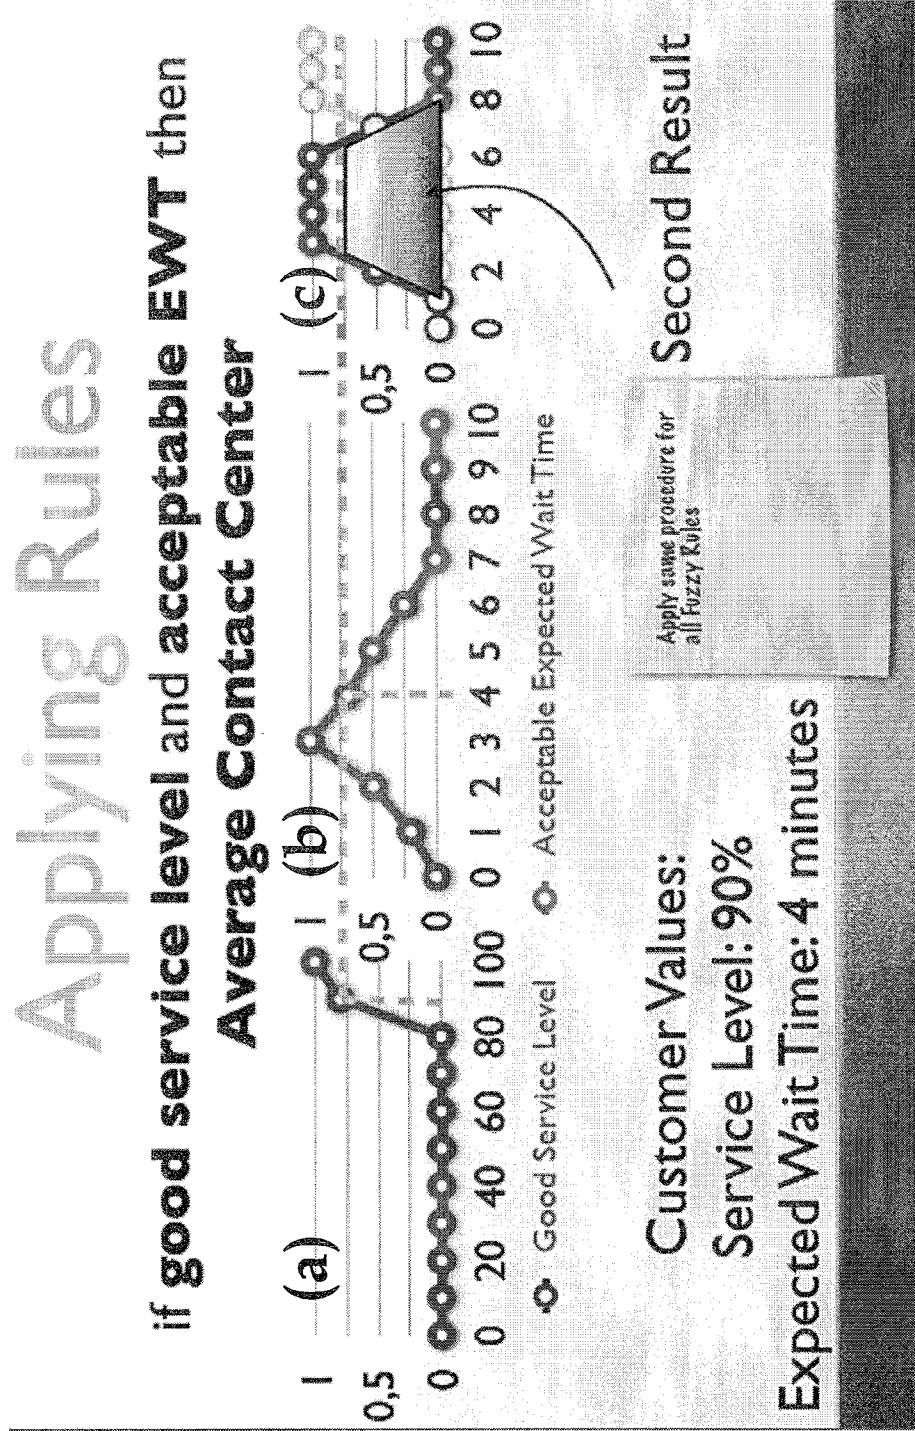 Applying Rules
if good service level and acceptable EWT then
Average Contact Center
(a)
(b)
(c)
1
0,5
0
0 20 40 60 80 100
1
0,5
0
0 1 2 3 4 5 6 7 8 9 10
1
0,5
0
0 2 4 6 8 10
Good Service Level
Acceptable Expected Wait Time
Customer Values:
Service Level: 90%
Expected Wait Time: 4 minutes
Apply same procedure for
all Fuzzy Rules
Second Result